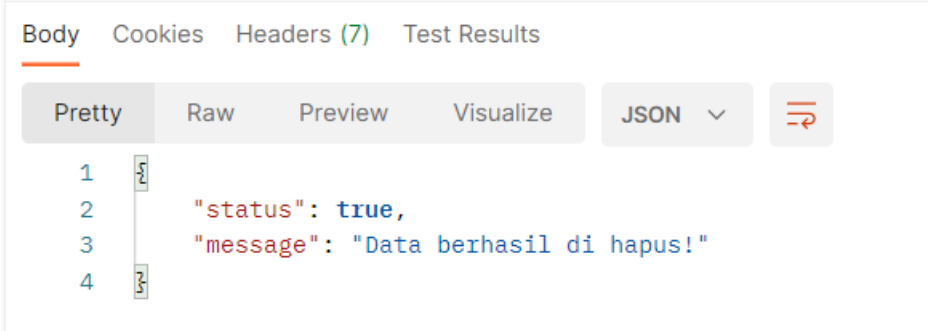 Body Cookies Headers (7) Test Results
Pretty Raw Preview Visualize JSON
1 {
2 "status": true,
3 "message": "Data berhasil di hapus!"
4 }